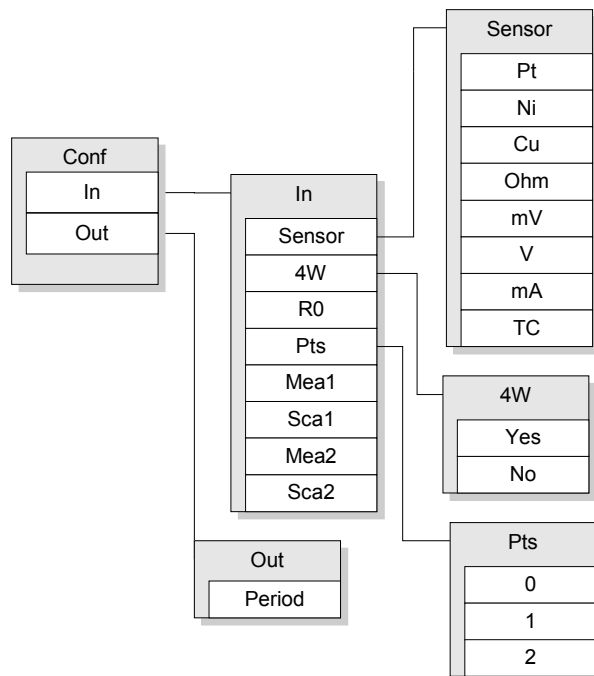 Conf
In
Out
In
Sensor
4W
R0
Pts
Mea1
Sca1
Mea2
Sca2
Out
Period
Sensor
Pt
Ni
Cu
Ohm
mV
V
mA
TC
4W
Yes
No
Pts
0
1
2